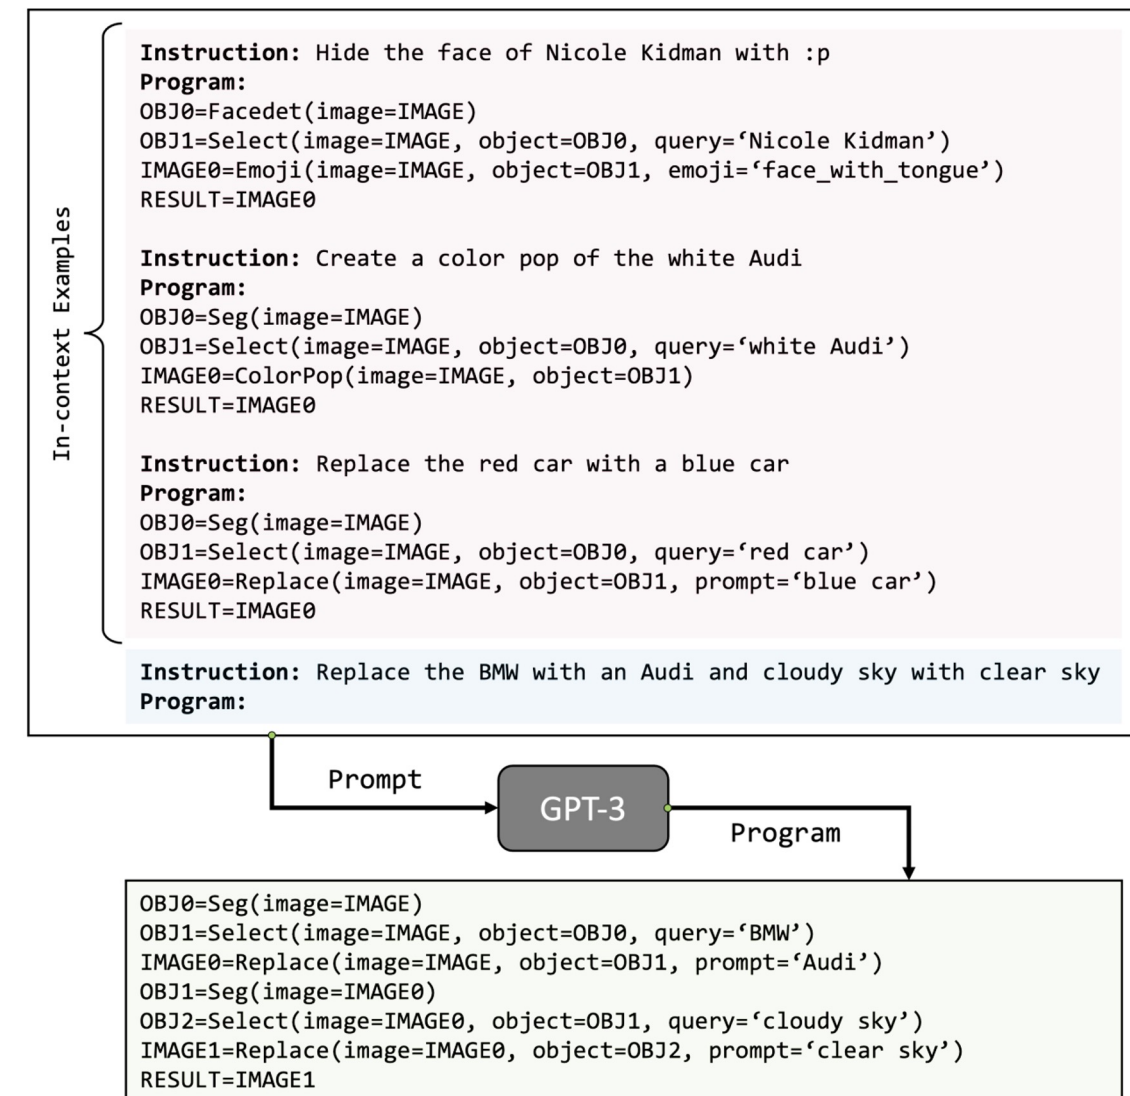 In-context Examples
Instruction: Hide the face of Nicole Kidman with :p
Program:
OBJ0=Facedet(image=IMAGE)
OBJ1=Select(image=IMAGE, object=OBJ0, query=‘Nicole Kidman’)
IMAGE0=Emoji(image=IMAGE, object=OBJ1, emoji=‘face_with_tongue’)
RESULT=IMAGE0
Instruction: Create a color pop of the white Audi
Program:
OBJ0=Seg(image=IMAGE)
OBJ1=Select(image=IMAGE, object=OBJ0, query=‘white Audi’)
IMAGE0=ColorPop(image=IMAGE, object=OBJ1)
RESULT=IMAGE0
Instruction: Replace the red car with a blue car
Program:
OBJ0=Seg(image=IMAGE)
OBJ1=Select(image=IMAGE, object=OBJ0, query=‘red car’)
IMAGE0=Replace(image=IMAGE, object=OBJ1, prompt=‘blue car’)
RESULT=IMAGE0
Instruction: Replace the BMW with an Audi and cloudy sky with clear sky
Program:
Prompt
GPT-3
Program
OBJ0=Seg(image=IMAGE)
OBJ1=Select(image=IMAGE, object=OBJ0, query=‘BMW’)
IMAGE0=Replace(image=IMAGE, object=OBJ1, prompt=‘Audi’)
OBJ1=Seg(image=IMAGE0)
OBJ2=Select(image=IMAGE0, object=OBJ1, query=‘cloudy sky’)
IMAGE1=Replace(image=IMAGE0, object=OBJ2, prompt=‘clear sky’)
RESULT=IMAGE1